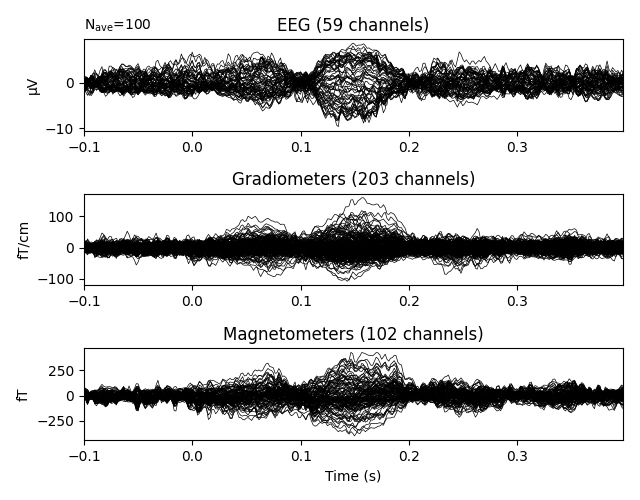 N_ave=100
EEG (59 channels)
µV
0
−10
−0.1 0.0 0.1 0.2 0.3
Gradiometers (203 channels)
fT/cm
100
0
−100
−0.1 0.0 0.1 0.2 0.3
Magnetometers (102 channels)
fT
250
0
−250
−0.1 0.0 0.1 0.2 0.3
Time (s)